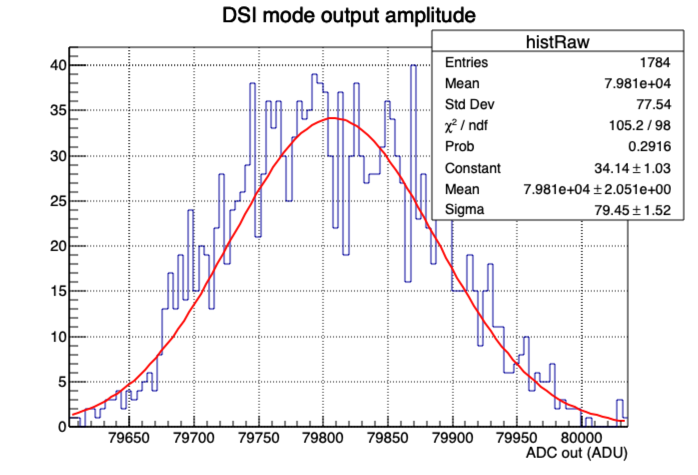 DSI mode output amplitude
histRaw
Entries 1784
Mean 7.981e+04
Std Dev 77.54
χ² / ndf 105.2 / 98
Prob 0.2916
Constant 34.14 ± 1.03
Mean 7.981e+04 ± 2.051e+00
Sigma 79.45 ± 1.52
40
35
30
25
20
15
10
5
0
79650 79700 79750 79800 79850 79900 79950 80000
ADC out (ADU)